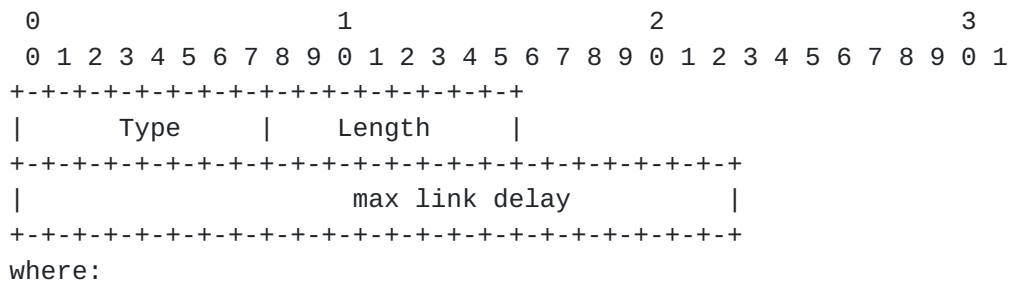 0                   1                   2                   3
 0 1 2 3 4 5 6 7 8 9 0 1 2 3 4 5 6 7 8 9 0 1 2 3 4 5 6 7 8 9 0 1
+-+-+-+-+-+-+-+-+-+-+-+-+-+-+-+-+
|      Type     |    Length     |
+-+-+-+-+-+-+-+-+-+-+-+-+-+-+-+-+-+-+-+-+-+-+-+
|                     max link delay          |
+-+-+-+-+-+-+-+-+-+-+-+-+-+-+-+-+-+-+-+-+-+-+-+
where: